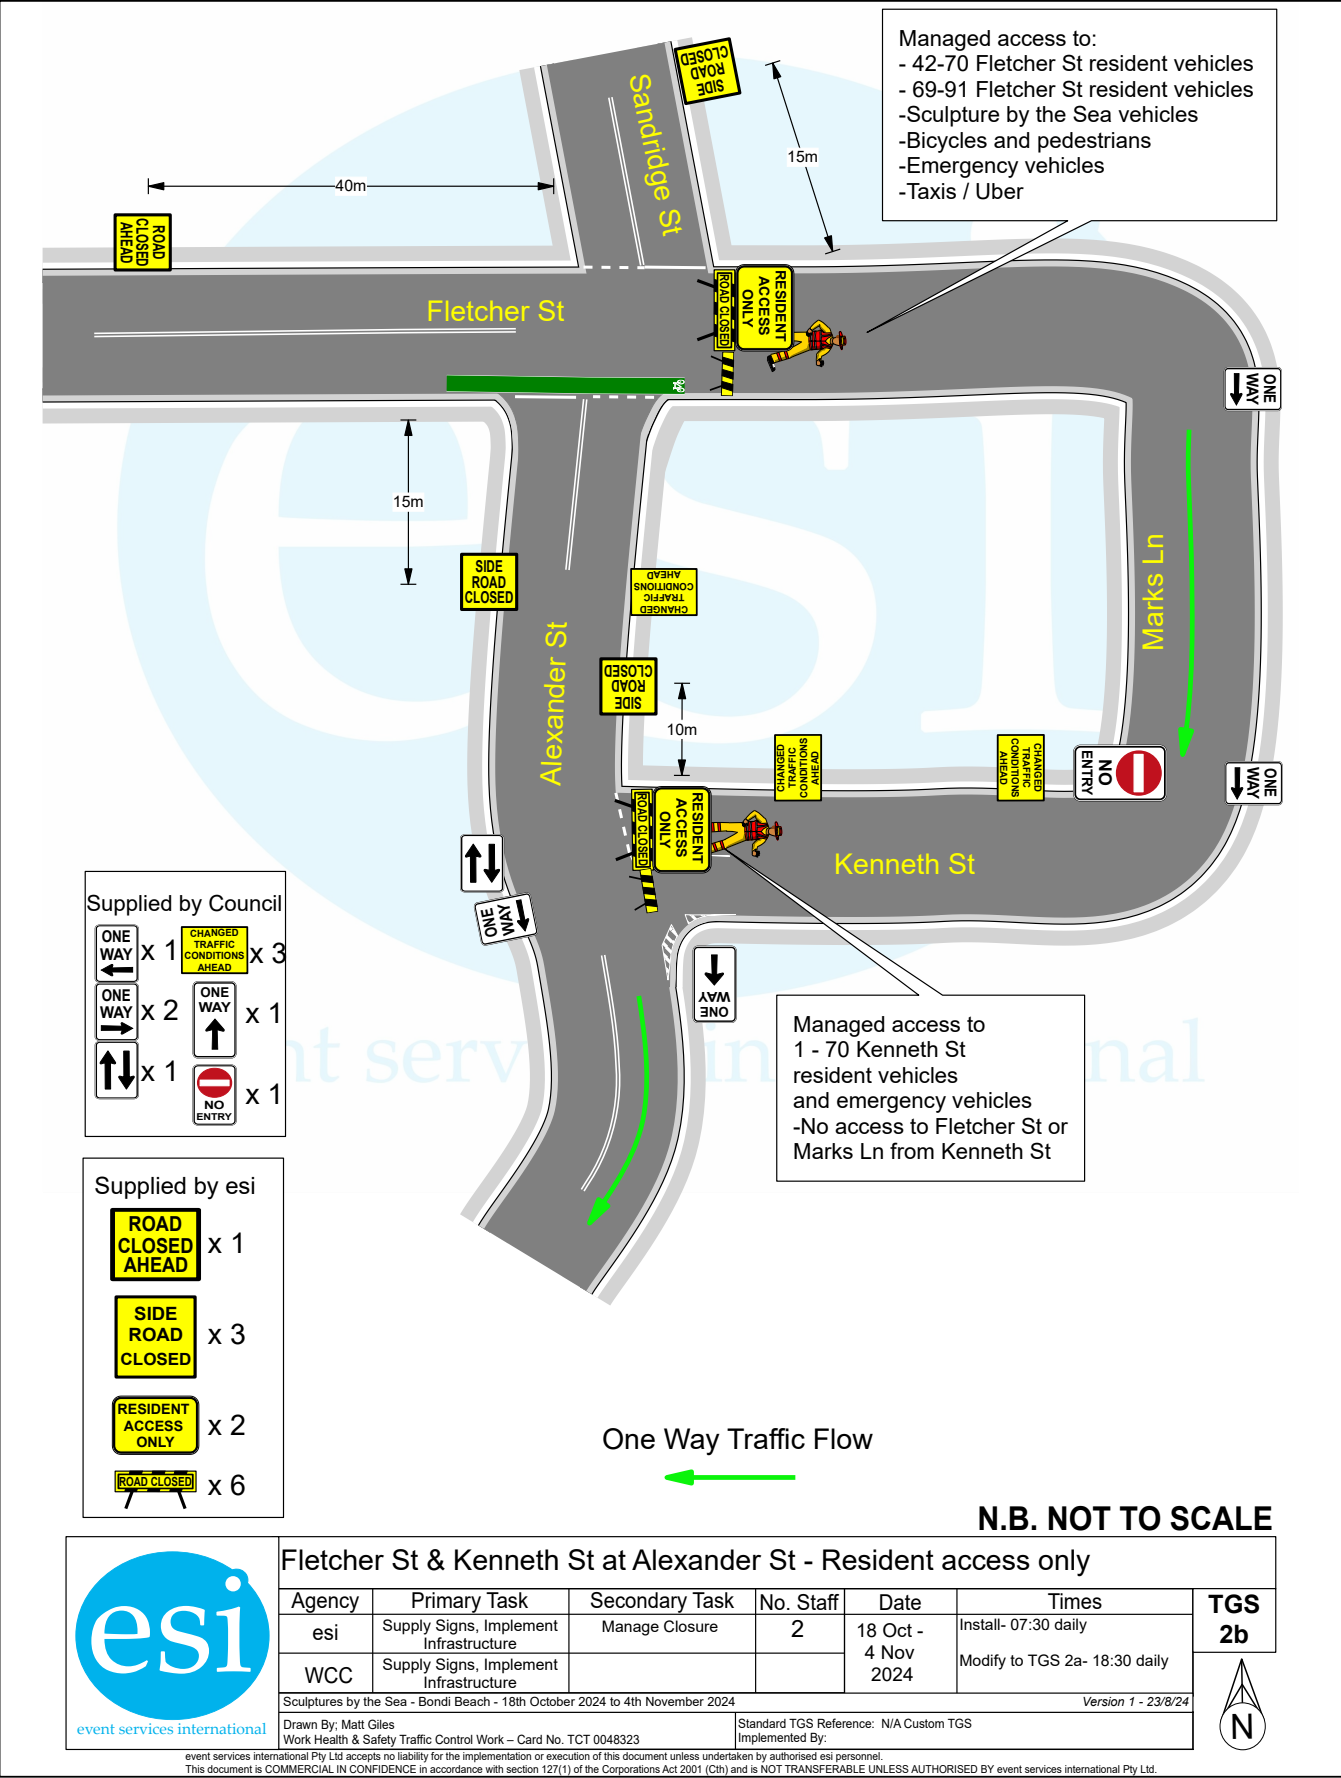 Managed access to:
- 42-70 Fletcher St resident vehicles
- 69-91 Fletcher St resident vehicles
-Sculpture by the Sea vehicles
-Bicycles and pedestrians
-Emergency vehicles
-Taxis / Uber
SIDE
ROAD
CLOSED
Sandridge St
15m
40m
ROAD
CLOSED
AHEAD
Fletcher St
ROAD CLOSED
RESIDENT
ACCESS
ONLY
ONE
WAY
15m
SIDE
ROAD
CLOSED
CHANGED
TRAFFIC
CONDITIONS
AHEAD
Marks Ln
Alexander St
SIDE
ROAD
CLOSED
10m
CHANGED
TRAFFIC
CONDITIONS
AHEAD
CHANGED
TRAFFIC
CONDITIONS
AHEAD
NO
ENTRY
ONE
WAY
ROAD CLOSED
RESIDENT
ACCESS
ONLY
Kenneth St
ONE
WAY
ONE
WAY
Managed access to
1 - 70 Kenneth St
resident vehicles
and emergency vehicles
-No access to Fletcher St or
Marks Ln from Kenneth St
Supplied by Council
ONE
WAY
x 1
CHANGED
TRAFFIC
CONDITIONS
AHEAD
x 3
ONE
WAY
x 2
ONE
WAY
x 1
x 1
NO
ENTRY
x 1
Supplied by esi
ROAD
CLOSED
AHEAD
x 1
SIDE
ROAD
CLOSED
x 3
RESIDENT
ACCESS
ONLY
x 2
ROAD CLOSED
x 6
One Way Traffic Flow
N.B. NOT TO SCALE
esi
event services international
Fletcher St & Kenneth St at Alexander St - Resident access only
Agency Primary Task Secondary Task No. Staff Date Times
esi Supply Signs, Implement Infrastructure Manage Closure 2 18 Oct - 4 Nov 2024 Install- 07:30 daily
Modify to TGS 2a- 18:30 daily
WCC Supply Signs, Implement Infrastructure
TGS
2b
Sculptures by the Sea - Bondi Beach - 18th October 2024 to 4th November 2024 Version 1 - 23/8/24
Drawn By; Matt Giles
Work Health & Safety Traffic Control Work – Card No. TCT 0048323
Standard TGS Reference: N/A Custom TGS
Implemented By:
N
event services international Pty Ltd accepts no liability for the implementation or execution of this document unless undertaken by authorised esi personnel.
This document is COMMERCIAL IN CONFIDENCE in accordance with section 127(1) of the Corporations Act 2001 (Cth) and is NOT TRANSFERABLE UNLESS AUTHORISED BY event services international Pty Ltd.